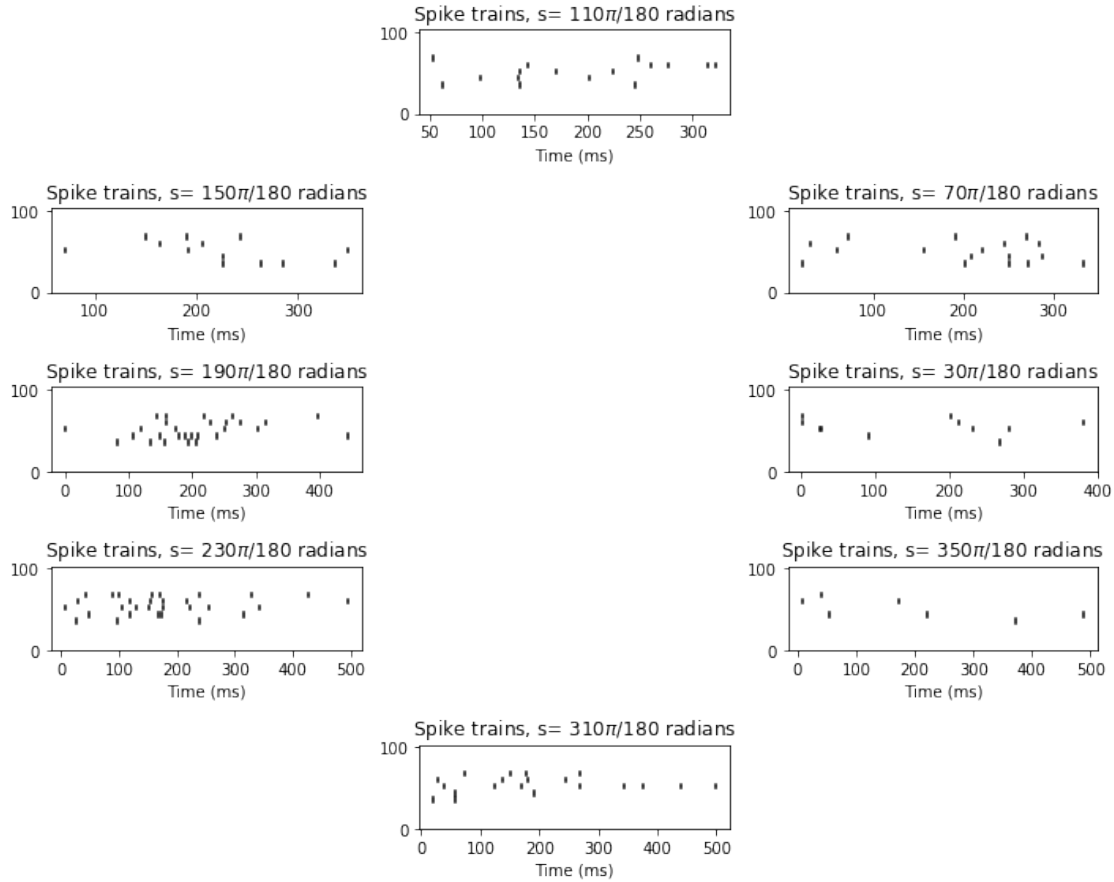 Spike trains, s= 110π/180 radians
100
0
50 100 150 200 250 300
Time (ms)
Spike trains, s= 150π/180 radians
100
0
100 200 300
Time (ms)
Spike trains, s= 70π/180 radians
100
0
100 200 300
Time (ms)
Spike trains, s= 190π/180 radians
100
0
0 100 200 300 400
Time (ms)
Spike trains, s= 30π/180 radians
100
0
0 100 200 300 400
Time (ms)
Spike trains, s= 230π/180 radians
100
0
0 100 200 300 400 500
Time (ms)
Spike trains, s= 350π/180 radians
100
0
0 100 200 300 400 500
Time (ms)
Spike trains, s= 310π/180 radians
100
0
0 100 200 300 400 500
Time (ms)